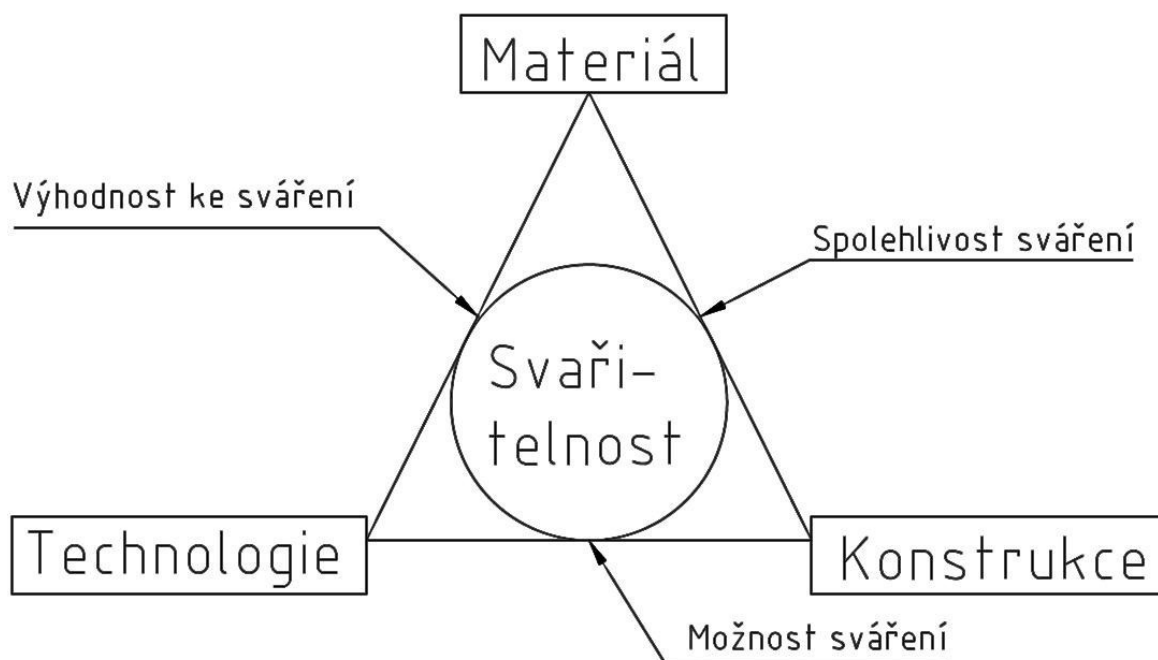 Materiál
Výhodnost ke sváření
Spolehlivost sváření
Svaři-
telnost
Technologie
Konstrukce
Možnost sváření